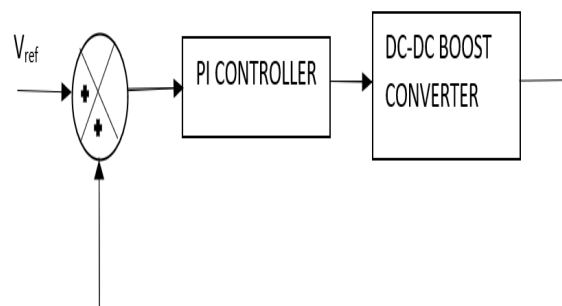 V_ref
PI CONTROLLER
DC-DC BOOST
CONVERTER
+
+